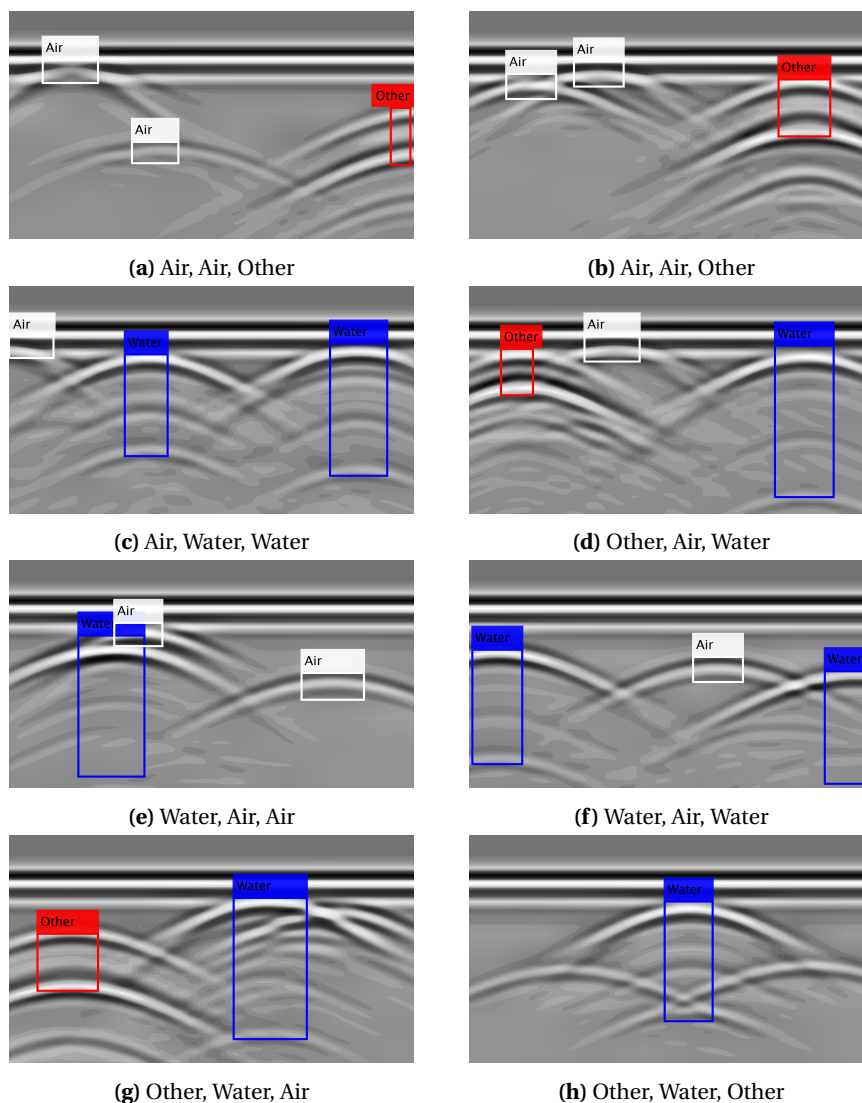 Air
Air
Other
Air
Air
Other
(a) Air, Air, Other
(b) Air, Air, Other
Air
Water
Water
Other
Air
Water
(c) Air, Water, Water
(d) Other, Air, Water
Water
Air
Air
Water
Air
Water
(e) Water, Air, Air
(f) Water, Air, Water
Other
Water
Water
(g) Other, Water, Air
(h) Other, Water, Other